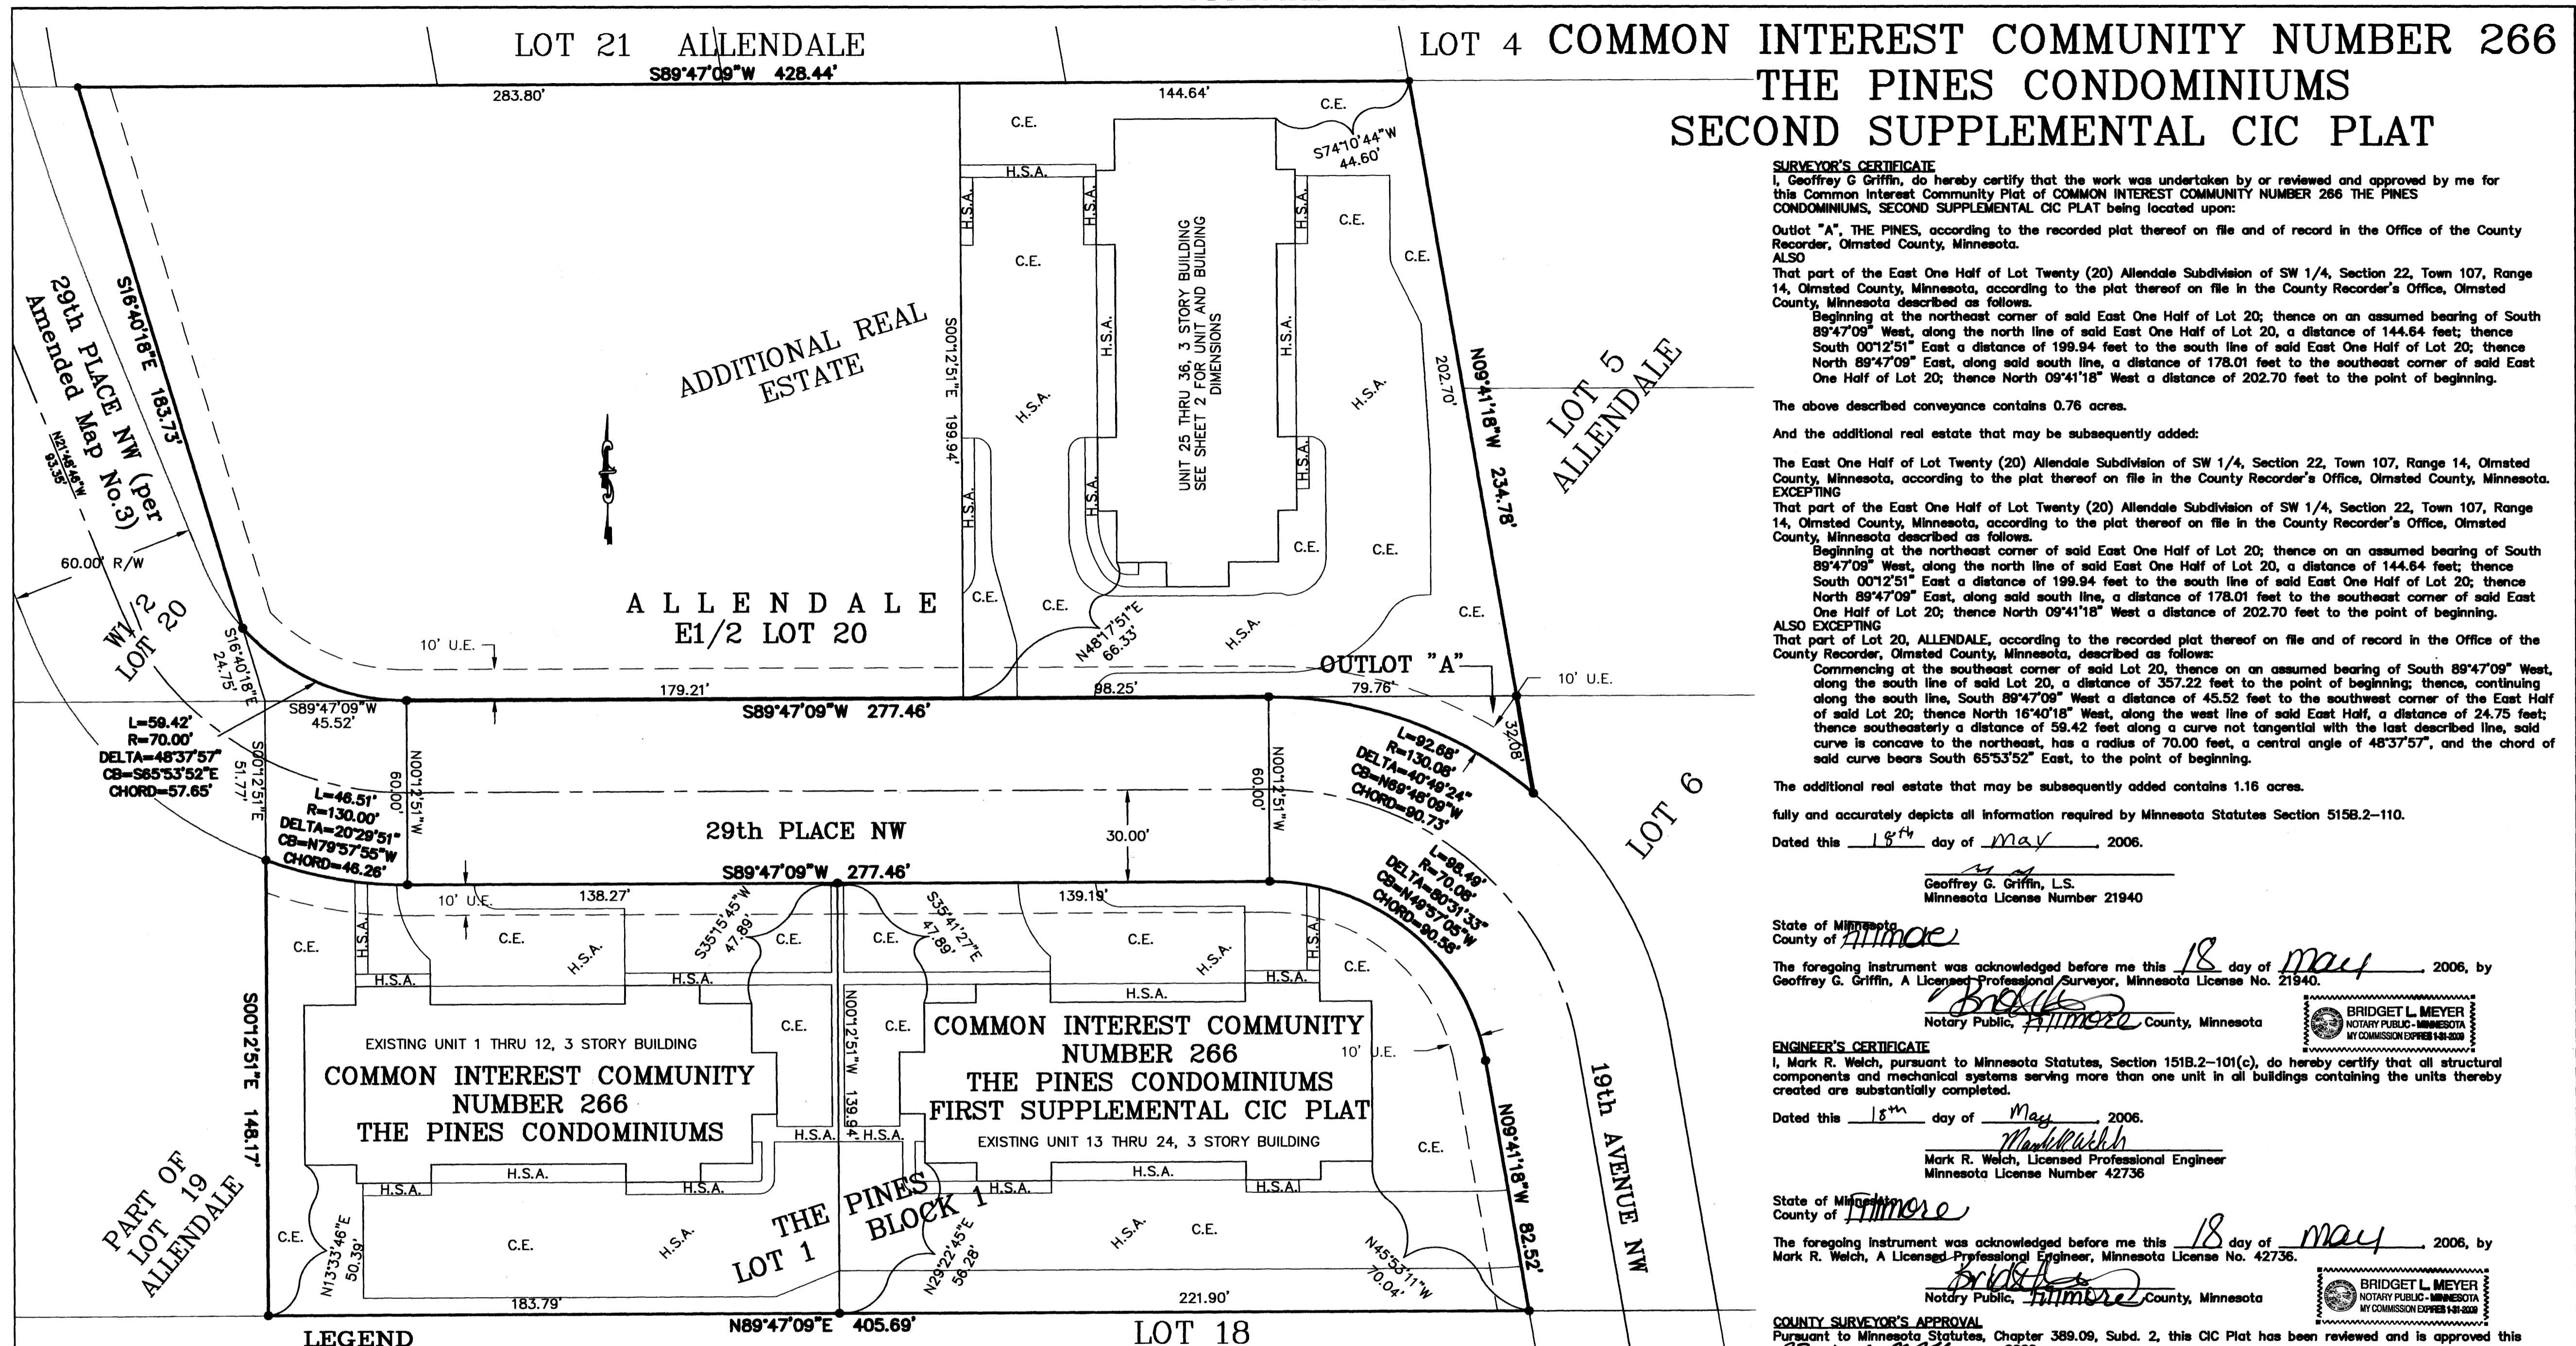 LOT 21 ALLENDALE
LOT 4
COMMON INTEREST COMMUNITY NUMBER 266
THE PINES CONDOMINIUMS
SECOND SUPPLEMENTAL CIC PLAT
S89°47'09"W 428.44'
283.80'
144.64'
C.E.
C.E.
S74°10'44"W
44.60'
H.S.A.
H.S.A.
H.S.A.
H.S.A.
C.E.
C.E.
C.E.
UNIT 25 THRU 36, 3 STORY BUILDING
SEE SHEET 2 FOR UNIT AND BUILDING
DIMENSIONS
29th PLACE NW (per
Amended Map No.3)
S16°40'18"E 183.73'
N21°48'46"W
93.35'
ADDITIONAL REAL
ESTATE
S00°12'51"E 199.94'
H.S.A.
H.S.A.
H.S.A.
H.S.A.
202.70'
N09°41'18"W 234.78'
LOT 5
ALLENDALE
H.S.A.
H.S.A.
H.S.A.
C.E.
C.E.
60.00' R/W
W1/2
LOT 20
S16°40'18"E
24.75'
ALLENDALE
E1/2 LOT 20
C.E.
C.E.
C.E.
N48°17'51"E
66.33'
H.S.A.
10' U.E.
OUTLOT "A"
10' U.E.
179.21'
98.25'
79.76'
32.08'
S89°47'09"W
45.52'
S89°47'09"W 277.46'
L=59.42'
R=70.00'
DELTA=48°37'57"
CB=S65°53'52"E
CHORD=57.65'
S00°12'51"E
51.77'
L=46.51'
R=130.00'
DELTA=20°29'51"
CB=N79°57'55"W
CHORD=46.26'
N00°12'51"W
60.00'
N00°12'51"W
60.00'
L=92.68'
R=130.08'
DELTA=40°49'24"
CB=N69°48'09"W
CHORD=90.73'
29th PLACE NW
30.00'
LOT 6
L=98.49'
R=70.08'
DELTA=80°31'33"
CB=N49°57'05"W
CHORD=90.58'
S89°47'09"W 277.46'
10' U.E.
138.27'
139.19'
S35°15'45"W
47.89'
S35°41'27"E
47.89'
C.E.
H.S.A.
C.E.
H.S.A.
C.E.
C.E.
C.E.
H.S.A.
H.S.A.
C.E.
H.S.A.
H.S.A.
H.S.A.
H.S.A.
S00°12'51"E 148.17'
C.E.
C.E.
N00°12'51"W 139.94'
EXISTING UNIT 1 THRU 12, 3 STORY BUILDING
COMMON INTEREST COMMUNITY
NUMBER 266
THE PINES CONDOMINIUMS
COMMON INTEREST COMMUNITY
NUMBER 266
THE PINES CONDOMINIUMS
FIRST SUPPLEMENTAL CIC PLAT
EXISTING UNIT 13 THRU 24, 3 STORY BUILDING
10' U.E.
19th AVENUE NW
N09°41'18"W 82.52'
C.E.
H.S.A.
H.S.A.
H.S.A.
H.S.A.
H.S.A.
H.S.A.
H.S.A.
H.S.A.
PART OF
LOT 19
ALLENDALE
THE PINES
LOT 1 BLOCK 1
C.E.
N13°33'46"E
50.39'
C.E.
H.S.A.
N29°22'45"E
56.28'
H.S.A.
C.E.
N45°53'11"W
70.04'
183.79'
221.90'
N89°47'09"E 405.69'
LEGEND
LOT 18
SURVEYOR'S CERTIFICATE
I, Geoffrey G Griffin, do hereby certify that the work was undertaken by or reviewed and approved by me for
this Common Interest Community Plat of COMMON INTEREST COMMUNITY NUMBER 266 THE PINES
CONDOMINIUMS, SECOND SUPPLEMENTAL CIC PLAT being located upon:
Outlot "A", THE PINES, according to the recorded plat thereof on file and of record in the Office of the County
Recorder, Olmsted County, Minnesota.
ALSO
That part of the East One Half of Lot Twenty (20) Allendale Subdivision of SW 1/4, Section 22, Town 107, Range
14, Olmsted County, Minnesota, according to the plat thereof on file in the County Recorder's Office, Olmsted
County, Minnesota described as follows.
Beginning at the northeast corner of said East One Half of Lot 20; thence on an assumed bearing of South
89°47'09" West, along the north line of said East One Half of Lot 20, a distance of 144.64 feet; thence
South 00°12'51" East a distance of 199.94 feet to the south line of said East One Half of Lot 20; thence
North 89°47'09" East, along said south line, a distance of 178.01 feet to the southeast corner of said East
One Half of Lot 20; thence North 09°41'18" West a distance of 202.70 feet to the point of beginning.
The above described conveyance contains 0.76 acres.
And the additional real estate that may be subsequently added:
The East One Half of Lot Twenty (20) Allendale Subdivision of SW 1/4, Section 22, Town 107, Range 14, Olmsted
County, Minnesota, according to the plat thereof on file in the County Recorder's Office, Olmsted County, Minnesota.
EXCEPTING
That part of the East One Half of Lot Twenty (20) Allendale Subdivision of SW 1/4, Section 22, Town 107, Range
14, Olmsted County, Minnesota, according to the plat thereof on file in the County Recorder's Office, Olmsted
County, Minnesota described as follows.
Beginning at the northeast corner of said East One Half of Lot 20; thence on an assumed bearing of South
89°47'09" West, along the north line of said East One Half of Lot 20, a distance of 144.64 feet; thence
South 00°12'51" East a distance of 199.94 feet to the south line of said East One Half of Lot 20; thence
North 89°47'09" East, along said south line, a distance of 178.01 feet to the southeast corner of said East
One Half of Lot 20; thence North 09°41'18" West a distance of 202.70 feet to the point of beginning.
ALSO EXCEPTING
That part of Lot 20, ALLENDALE, according to the recorded plat thereof on file and of record in the Office of the
County Recorder, Olmsted County, Minnesota, described as follows:
Commencing at the southeast corner of said Lot 20, thence on an assumed bearing of South 89°47'09" West,
along the south line of said Lot 20, a distance of 357.22 feet to the point of beginning; thence, continuing
along the south line, South 89°47'09" West a distance of 45.52 feet to the southwest corner of the East Half
of said Lot 20; thence North 16°40'18" West, along the west line of said East Half, a distance of 24.75 feet;
thence southeasterly a distance of 59.42 feet along a curve not tangential with the last described line, said
curve is concave to the northeast, has a radius of 70.00 feet, a central angle of 48°37'57", and the chord of
said curve bears South 65°53'52" East, to the point of beginning.
The additional real estate that may be subsequently added contains 1.16 acres.
fully and accurately depicts all information required by Minnesota Statutes Section 515B.2-110.
Dated this 18th day of May, 2006.
Geoffrey G. Griffin, L.S.
Minnesota License Number 21940
State of Minnesota
County of Fillmore
The foregoing instrument was acknowledged before me this 18 day of May, 2006, by
Geoffrey G. Griffin, A Licensed Professional Surveyor, Minnesota License No. 21940.
Notary Public, Fillmore County, Minnesota
BRIDGET L. MEYER
NOTARY PUBLIC - MINNESOTA
MY COMMISSION EXPIRES 1-31-2009
ENGINEER'S CERTIFICATE
I, Mark R. Welch, pursuant to Minnesota Statutes, Section 151B.2-101(c), do hereby certify that all structural
components and mechanical systems serving more than one unit in all buildings containing the units thereby
created are substantially completed.
Dated this 18th day of May, 2006.
Mark R Welch
Mark R. Welch, Licensed Professional Engineer
Minnesota License Number 42736
State of Minnesota
County of Fillmore
The foregoing instrument was acknowledged before me this 18 day of May, 2006, by
Mark R. Welch, A Licensed Professional Engineer, Minnesota License No. 42736.
Notary Public, Fillmore County, Minnesota
BRIDGET L. MEYER
NOTARY PUBLIC - MINNESOTA
MY COMMISSION EXPIRES 1-31-2009
COUNTY SURVEYOR'S APPROVAL
Pursuant to Minnesota Statutes, Chapter 389.09, Subd. 2, this CIC Plat has been reviewed and is approved this